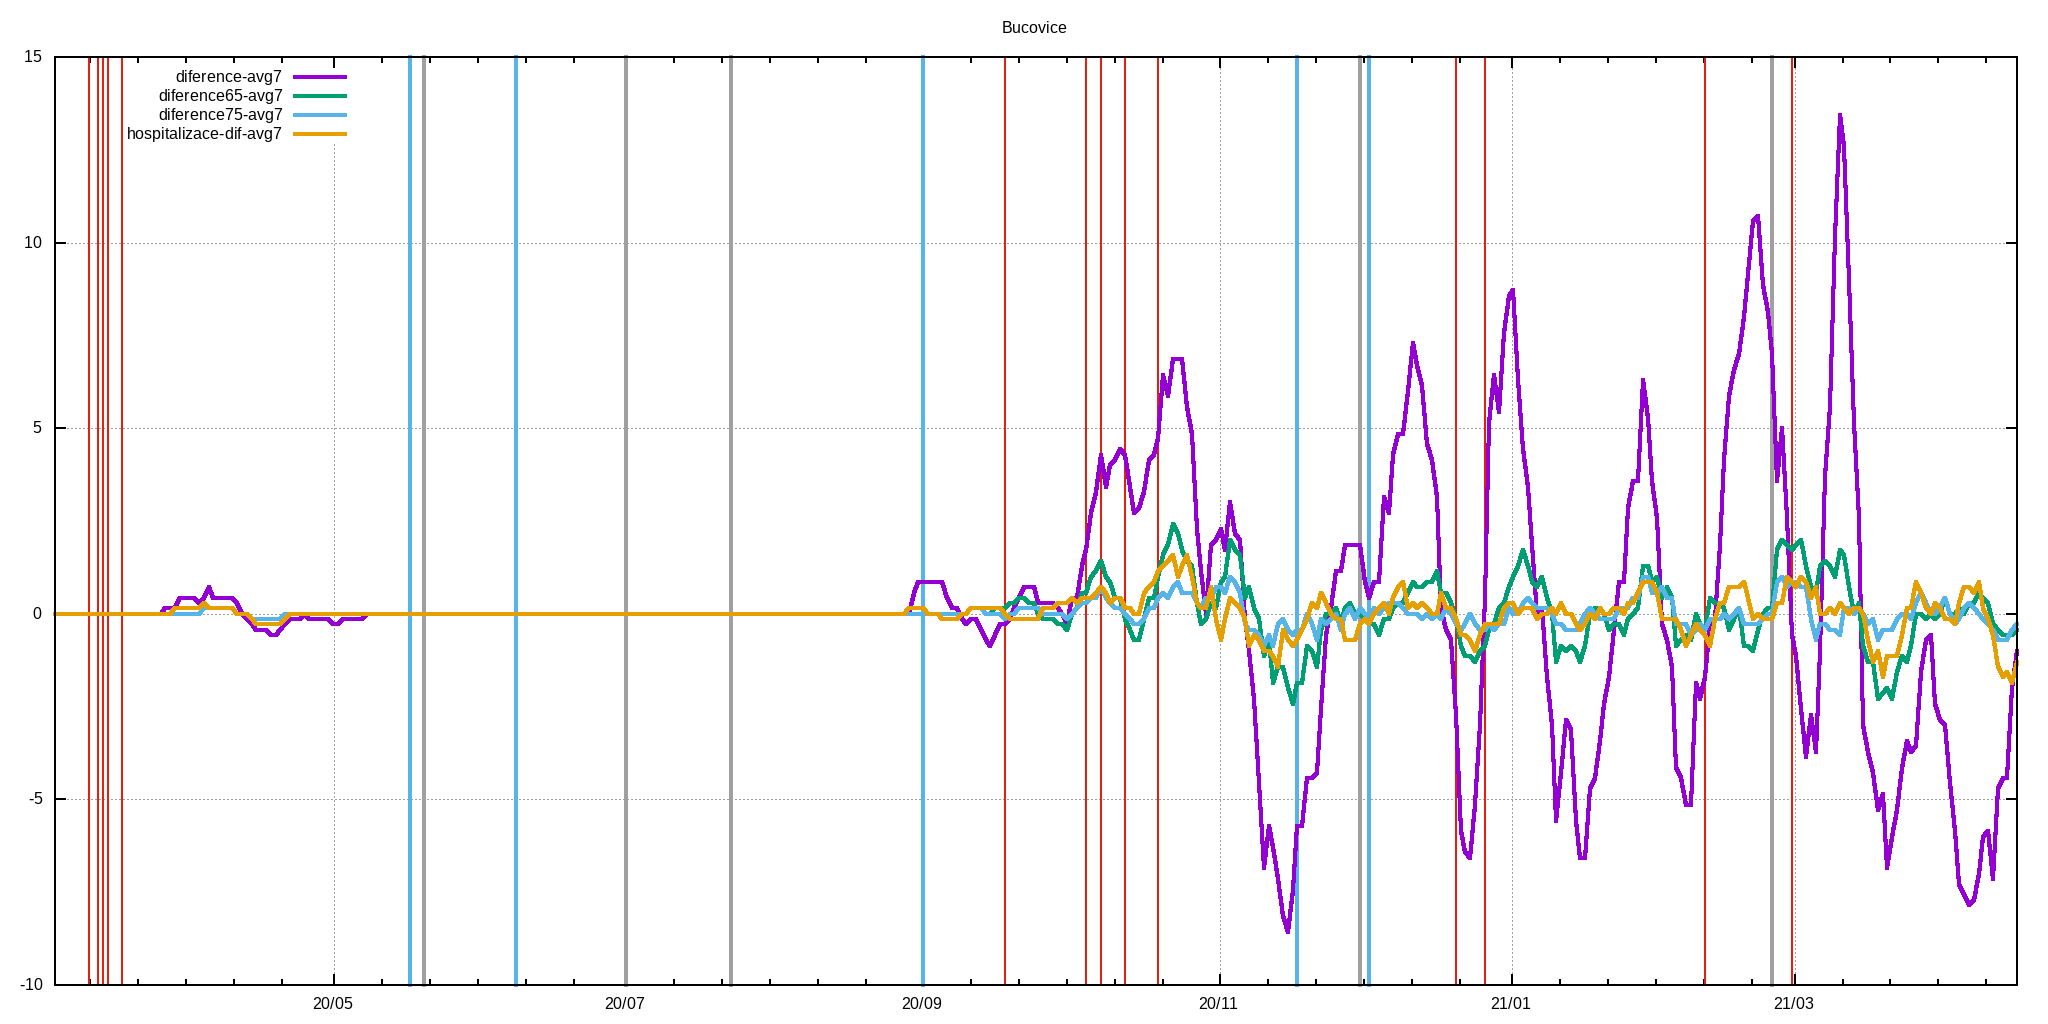 Bucovice
15
10
5
0
-5
-10
diference-avg7
diference65-avg7
diference75-avg7
hospitalizace-dif-avg7
20/05
20/07
20/09
20/11
21/01
21/03